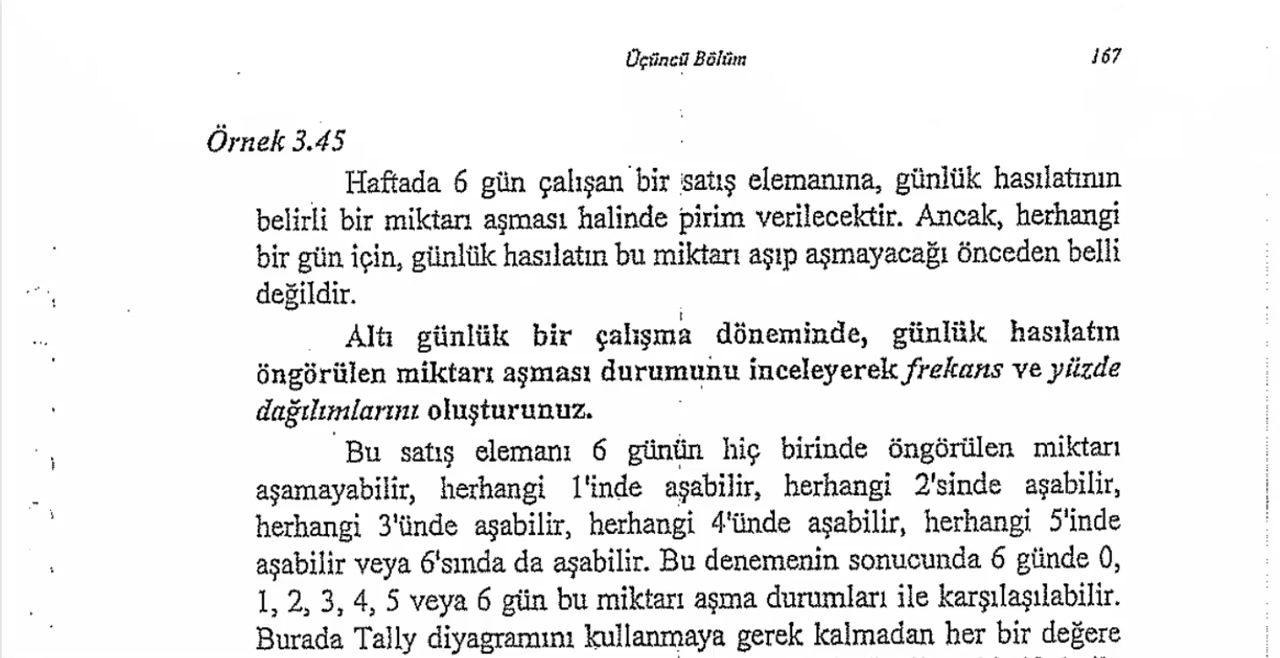 Üçüncü Bölüm 167
Örnek 3.45
Haftada 6 gün çalışan bir satış elemanına, günlük hasılatının
belirli bir miktarı aşması halinde pirim verilecektir. Ancak, herhangi
bir gün için, günlük hasılatın bu miktarı aşıp aşmayacağı önceden belli
değildir.
Altı günlük bir çalışma döneminde, günlük hasılatın
öngörülen miktarı aşması durumunu inceleyerek frekans ve yüzde
dağılımlarını oluşturunuz.
Bu satış elemanı 6 günün hiç birinde öngörülen miktarı
aşamayabilir, herhangi 1'inde aşabilir, herhangi 2'sinde aşabilir,
herhangi 3'ünde aşabilir, herhangi 4'ünde aşabilir, herhangi 5'inde
aşabilir veya 6'sında da aşabilir. Bu denemenin sonucunda 6 günde 0,
1, 2, 3, 4, 5 veya 6 gün bu miktarı aşma durumları ile karşılaşılabilir.
Burada Tally diyagramını kullanmaya gerek kalmadan her bir değere